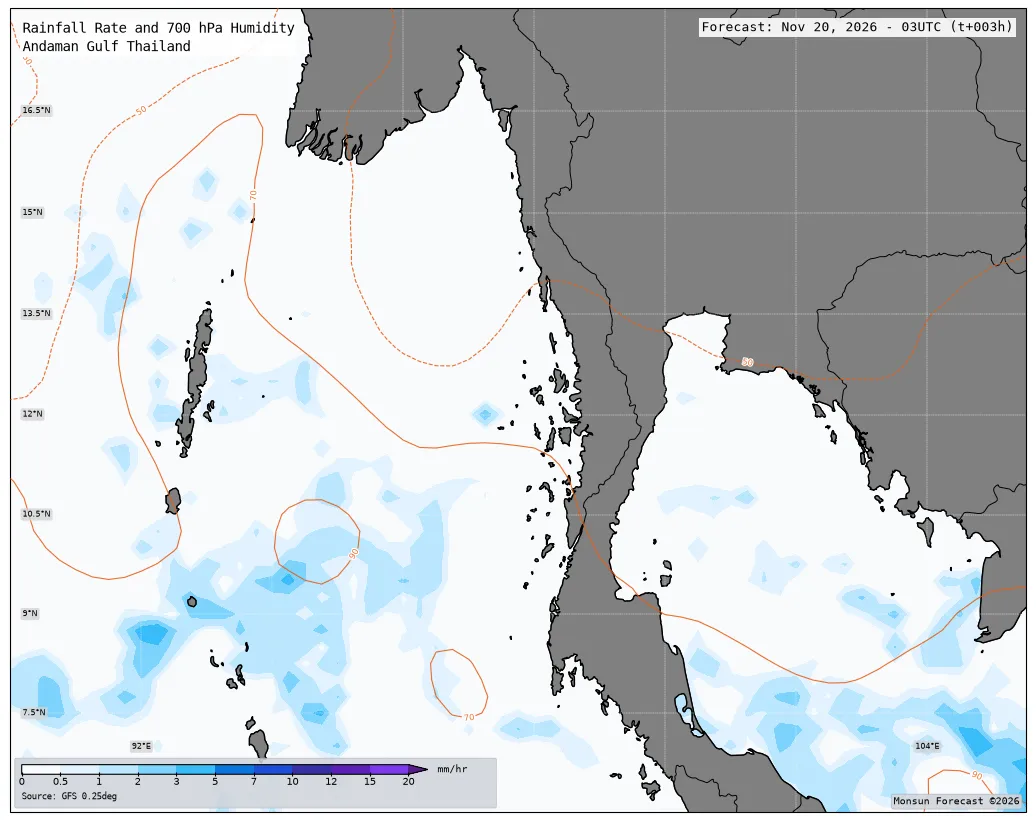 Rainfall Rate and 700 hPa Humidity
Andaman Gulf Thailand
Forecast: Nov 20, 2026 - 03UTC (t+003h)
50
50
16.5°N
70
15°N
13.5°N
50
12°N
10.5°N
90
9°N
7.5°N
70
92°E
104°E
90
0 0.5 1 2 3 5 7 10 12 15 20 mm/hr
Source: GFS 0.25deg
Monsun Forecast ©2026